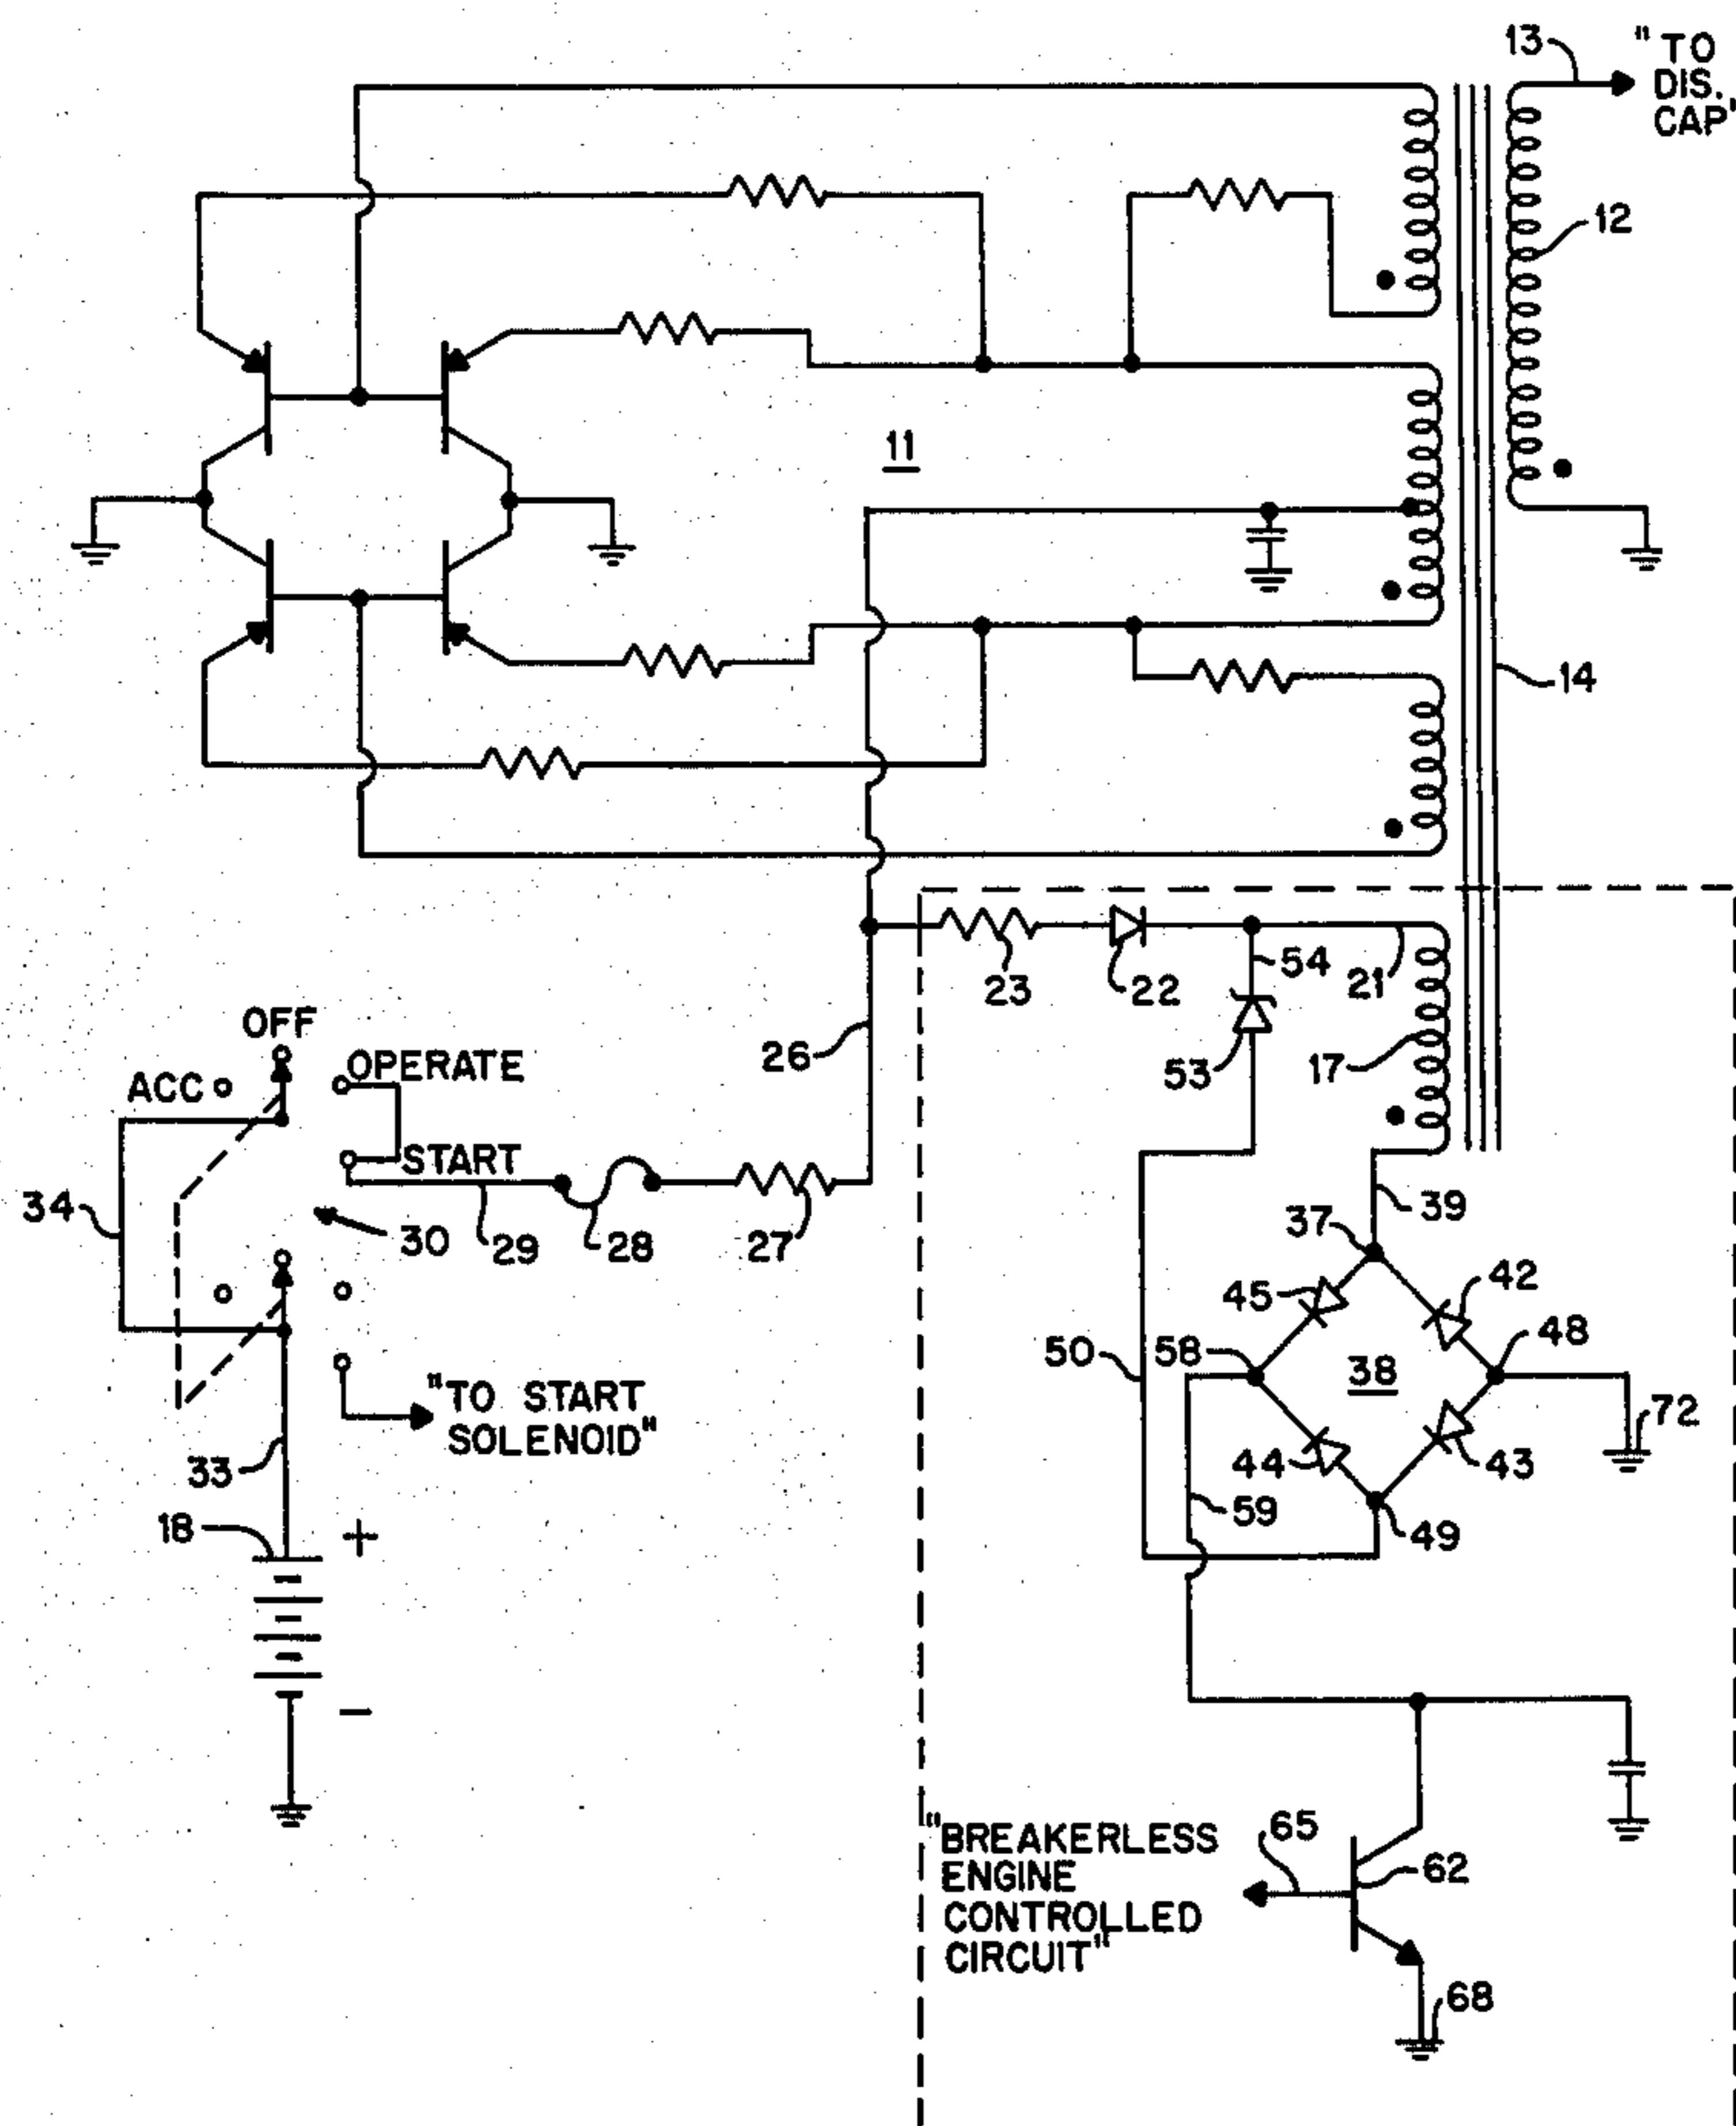 13
"TO
DIS.
CAP"
12
11
14
23
22
54
21
26
53
17
OFF
ACC
OPERATE
START
34
30
29
28
27
39
37
45
42
50
58
38
48
"TO START
SOLENOID"
72
33
44
43
59
49
18
+
−
"BREAKERLESS
ENGINE
CONTROLLED
CIRCUIT"
65
62
68